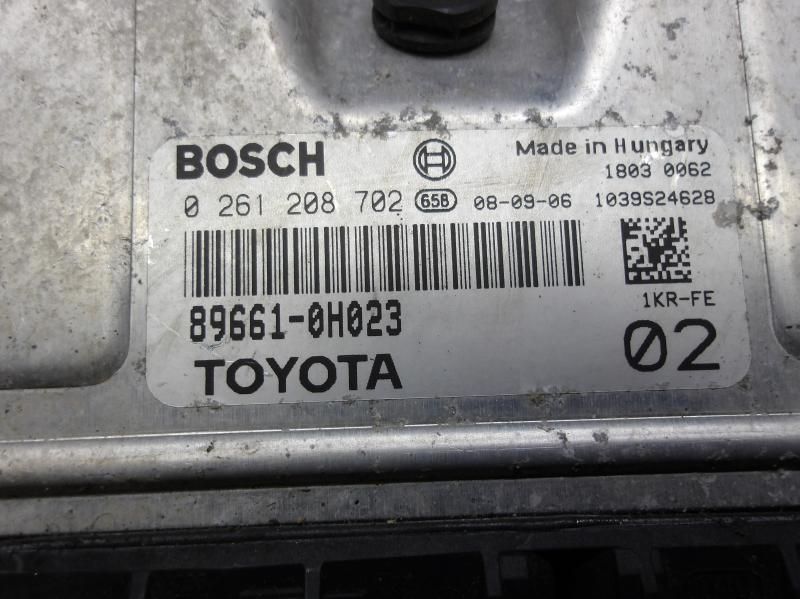 BOSCH Made in Hungary
1803 0062
0 261 208 702 658 08-09-06 1039S24628
1KR-FE
89661-0H023
TOYOTA 02